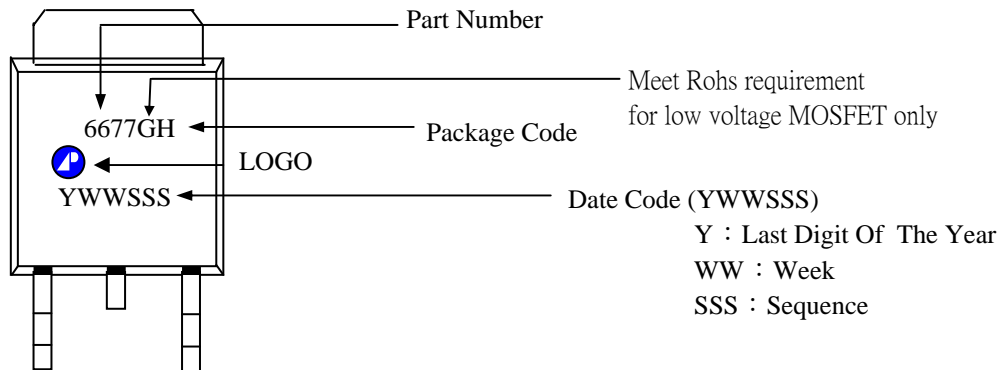 Part Number
Meet Rohs requirement
for low voltage MOSFET only
6677GH
Package Code
LOGO
YWWSSS
Date Code (YWWSSS)
Y：Last Digit Of The Year
WW：Week
SSS：Sequence